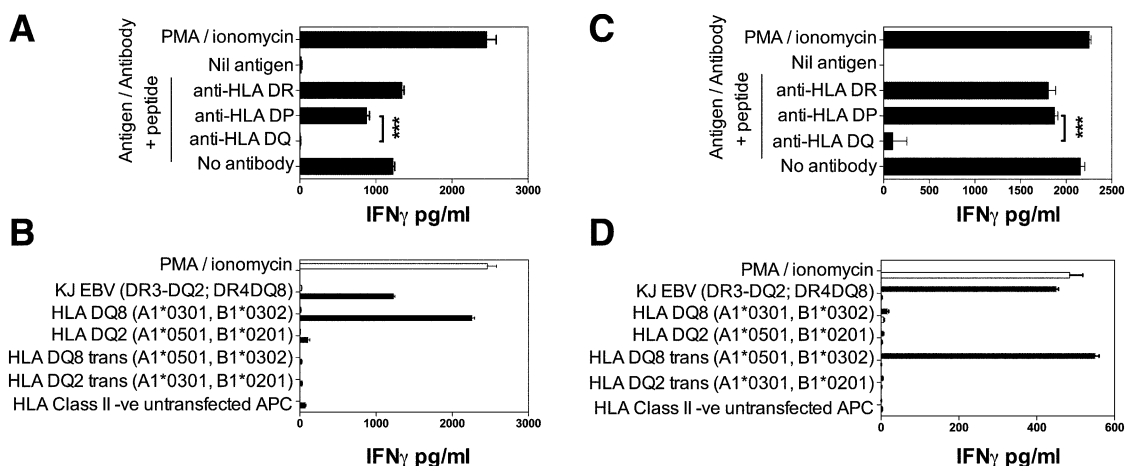 A
Antigen / Antibody
+ peptide
PMA / ionomycin
Nil antigen
anti-HLA DR
anti-HLA DP
anti-HLA DQ
No antibody
***
0 1000 2000 3000
IFNγ pg/ml
B
PMA / ionomycin
KJ EBV (DR3-DQ2; DR4DQ8)
HLA DQ8 (A1*0301, B1*0302)
HLA DQ2 (A1*0501, B1*0201)
HLA DQ8 trans (A1*0501, B1*0302)
HLA DQ2 trans (A1*0301, B1*0201)
HLA Class II -ve untransfected APC
0 1000 2000 3000
IFNγ pg/ml
C
Antigen / Antibody
+ peptide
PMA / ionomycin
Nil antigen
anti-HLA DR
anti-HLA DP
anti-HLA DQ
No antibody
***
0 500 1000 1500 2000 2500
IFNγ pg/ml
D
PMA / ionomycin
KJ EBV (DR3-DQ2; DR4DQ8)
HLA DQ8 (A1*0301, B1*0302)
HLA DQ2 (A1*0501, B1*0201)
HLA DQ8 trans (A1*0501, B1*0302)
HLA DQ2 trans (A1*0301, B1*0201)
HLA Class II -ve untransfected APC
0 200 400 600
IFNγ pg/ml